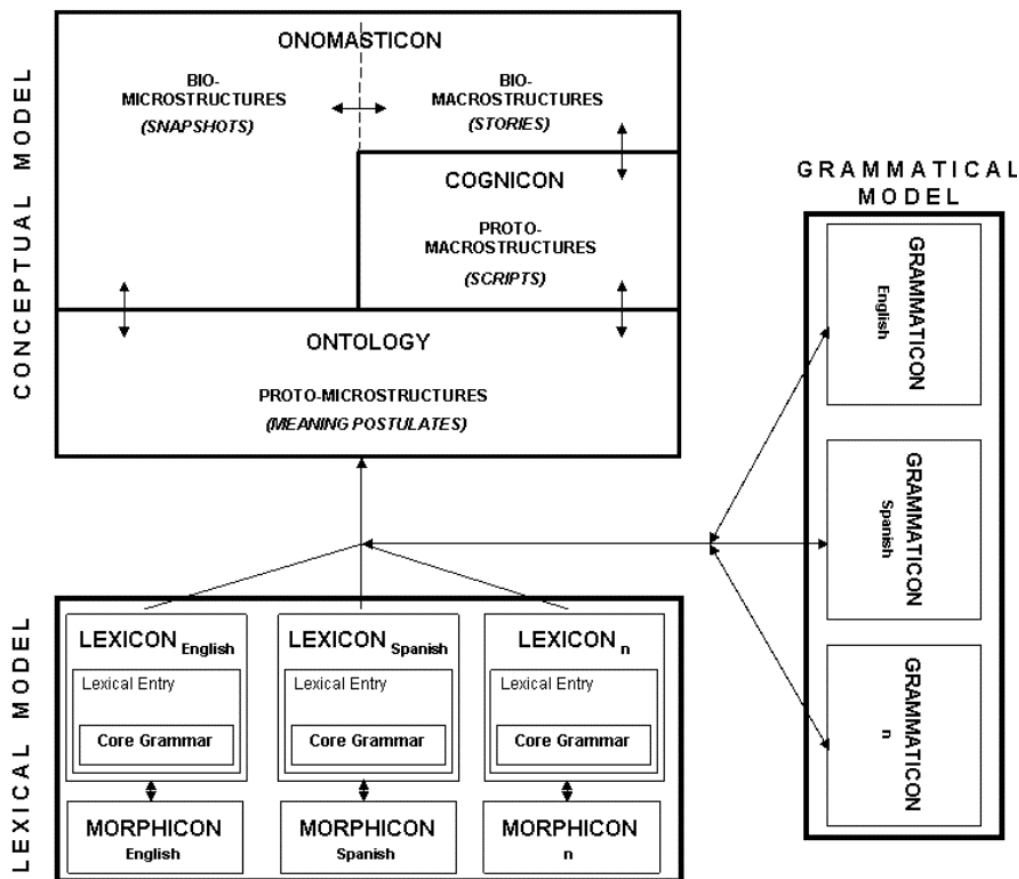 CONCEPTUAL MODEL
ONOMASTICON
BIO-
MICROSTRUCTURES
(SNAPSHOTS)
BIO-
MACROSTRUCTURES
(STORIES)
COGNICON
PROTO-
MACROSTRUCTURES
(SCRIPTS)
ONTOLOGY
PROTO-MICROSTRUCTURES
(MEANING POSTULATES)
GRAMMATICAL
MODEL
GRAMMATICON
English
GRAMMATICON
Spanish
GRAMMATICON
n
LEXICAL MODEL
LEXICON English
Lexical Entry
Core Grammar
MORPHICON
English
LEXICON Spanish
Lexical Entry
Core Grammar
MORPHICON
Spanish
LEXICON n
Lexical Entry
Core Grammar
MORPHICON
n